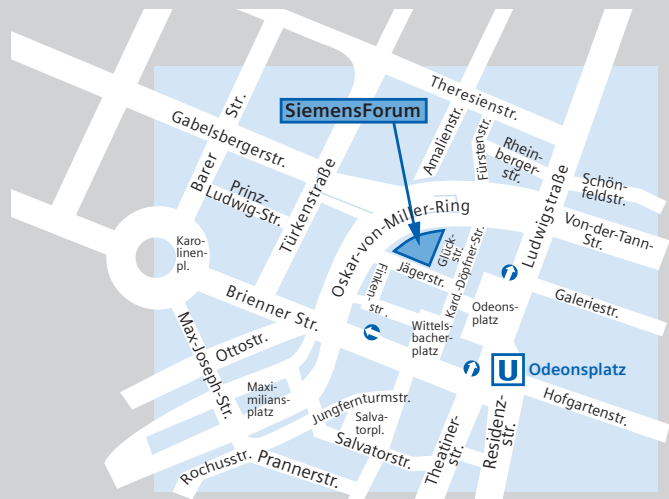 Theresienstr.
SiemensForum
Gabelsbergerstr.
Barer Str.
Amalienstr.
Fürstenstr.
Rhein-
berger-
str.
Schön-
feldstr.
Prinz-
Ludwig-Str.
Türkenstraße
Ludwigstraße
Oskar-von-Miller-Ring
Von-der-Tann-
Str.
Karo-
linen-
pl.
Glück-
str.
Kard.-Döpfner-Str.
Jägerstr.
Finken-
str.
Galeriestr.
Brienner Str.
Odeons-
platz
Wittels-
bacher-
platz
Max-Joseph-Str.
Ottostr.
U
Odeonsplatz
Maxi-
milians-
platz
Jungfernturmstr.
Hofgartenstr.
Salva-
torpl.
Salvatorstr.
Theatiner-
str.
Residenz-
str.
Rochusstr.
Prannerstr.